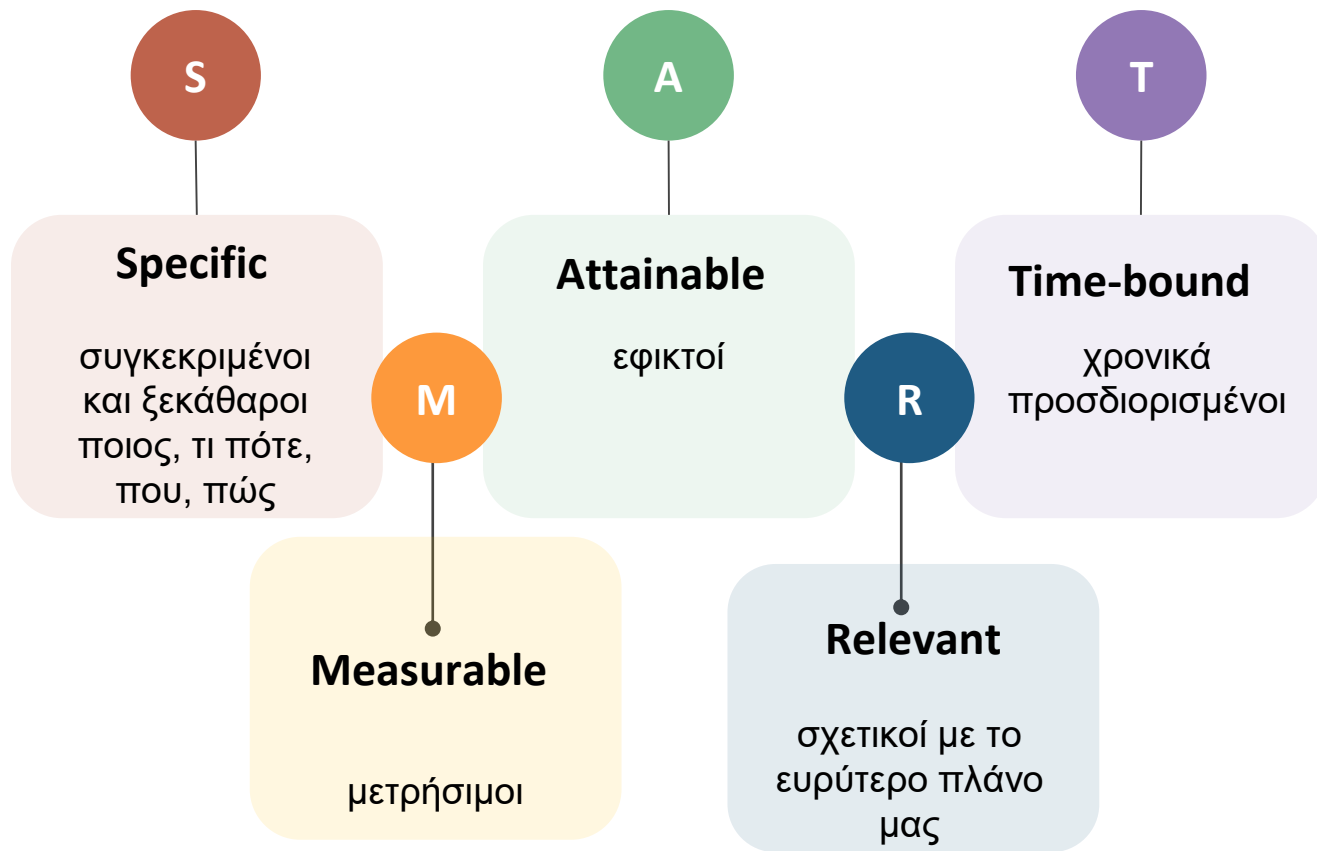 S
Specific
συγκεκριμένοι
και ξεκάθαροι
ποιος, τι πότε,
που, πώς
M
Measurable
μετρήσιμοι
A
Attainable
εφικτοί
R
Relevant
σχετικοί με το
ευρύτερο πλάνο
μας
T
Time-bound
χρονικά
προσδιορισμένοι